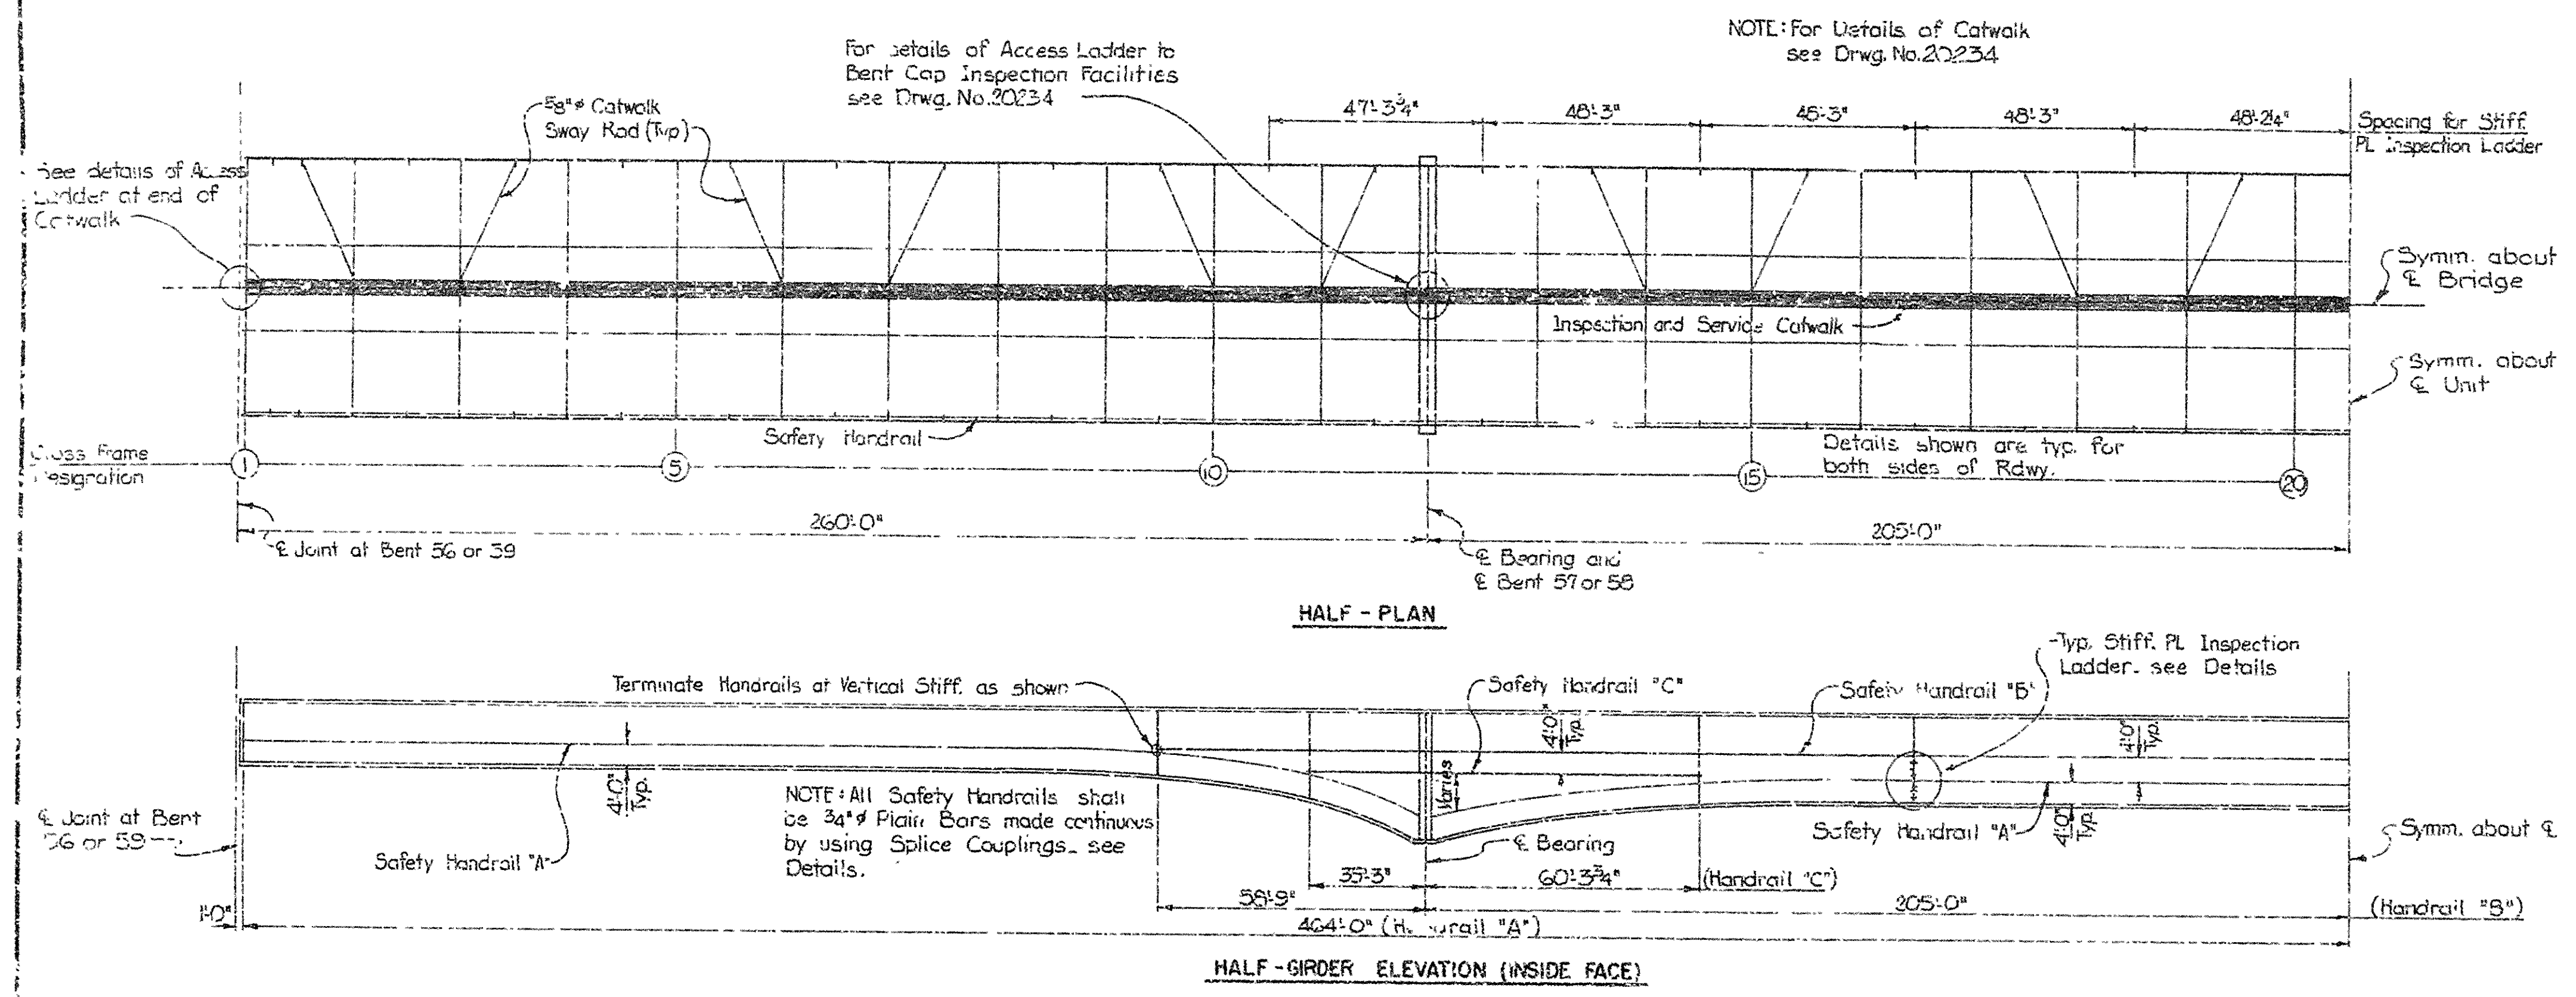 NOTE: For Details of Catwalk
see Drwg. No. 20234
For Details of Access Ladder to
Bent Cap Inspection Facilities
see Drwg. No. 20234
5/8"ø Catwalk
Sway Rod (Typ)
47'-3 3/4"
48'-3"
48'-3"
48'-3"
48'-2 1/4"
Spacing for Stiff
PL Inspection Ladder
See details of Access
Ladder at end of
Catwalk
Symm. about
℄ Bridge
Inspection and Service Catwalk
Symm. about
℄ Unit
Safety Handrail
Details shown are typ. for
both sides of Rdwy.
Cross Frame
Designation
1
5
10
15
20
260'-0"
205'-0"
℄ Joint at Bent 56 or 59
℄ Bearing and
℄ Bent 57 or 58
HALF - PLAN
Typ. Stiff. PL Inspection
Ladder. see Details
Terminate Handrails at Vertical Stiff. as shown
Safety Handrail "C"
Safety Handrail "B"
4'-0"
Typ.
4'-0"
Typ.
Varies
4'-0"
Typ.
4'-0"
Typ.
NOTE: All Safety Handrails shall
be 3/4"ø Plain Bars made continuous
by using Splice Couplings_ see
Details.
℄ Joint at Bent
56 or 59
Safety Handrail "A"
Safety Handrail "A"
Symm. about ℄
℄ Bearing
35'-3"
60'-3 3/4"
(Handrail "C")
58'-9"
205'-0"
(Handrail "B")
1'-0"
464'-0" (Handrail "A")
HALF - GIRDER ELEVATION (INSIDE FACE)